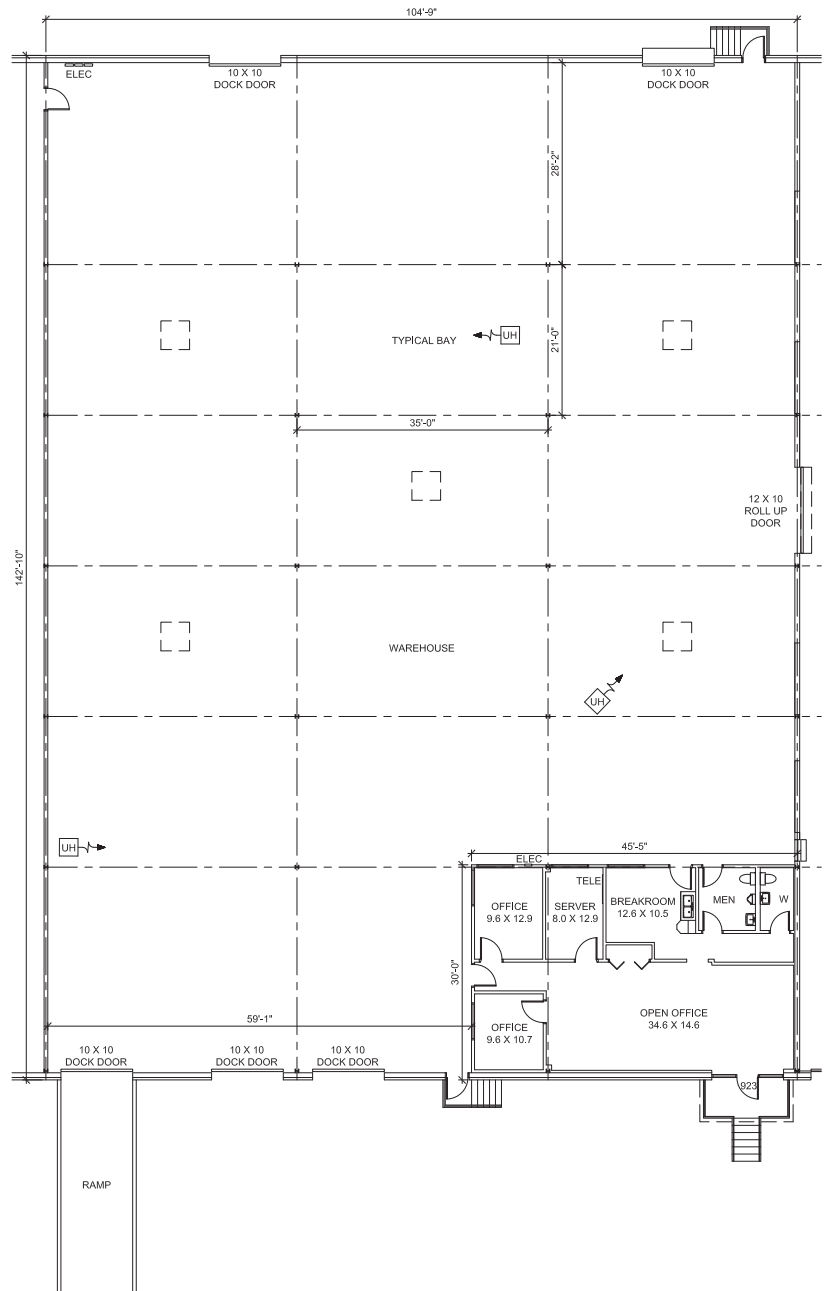 104'-9"
ELEC
10 X 10
DOCK DOOR
10 X 10
DOCK DOOR
28'-2"
TYPICAL BAY
UH
21'-0"
35'-0"
12 X 10
ROLL UP
DOOR
142'-10"
WAREHOUSE
UH
UH
45'-5"
ELEC
TELE
OFFICE
9.6 X 12.9
SERVER
8.0 X 12.9
BREAKROOM
12.6 X 10.5
MEN
W
30'-0"
59'-1"
OFFICE
9.6 X 10.7
OPEN OFFICE
34.6 X 14.6
10 X 10
DOCK DOOR
10 X 10
DOCK DOOR
10 X 10
DOCK DOOR
923
RAMP